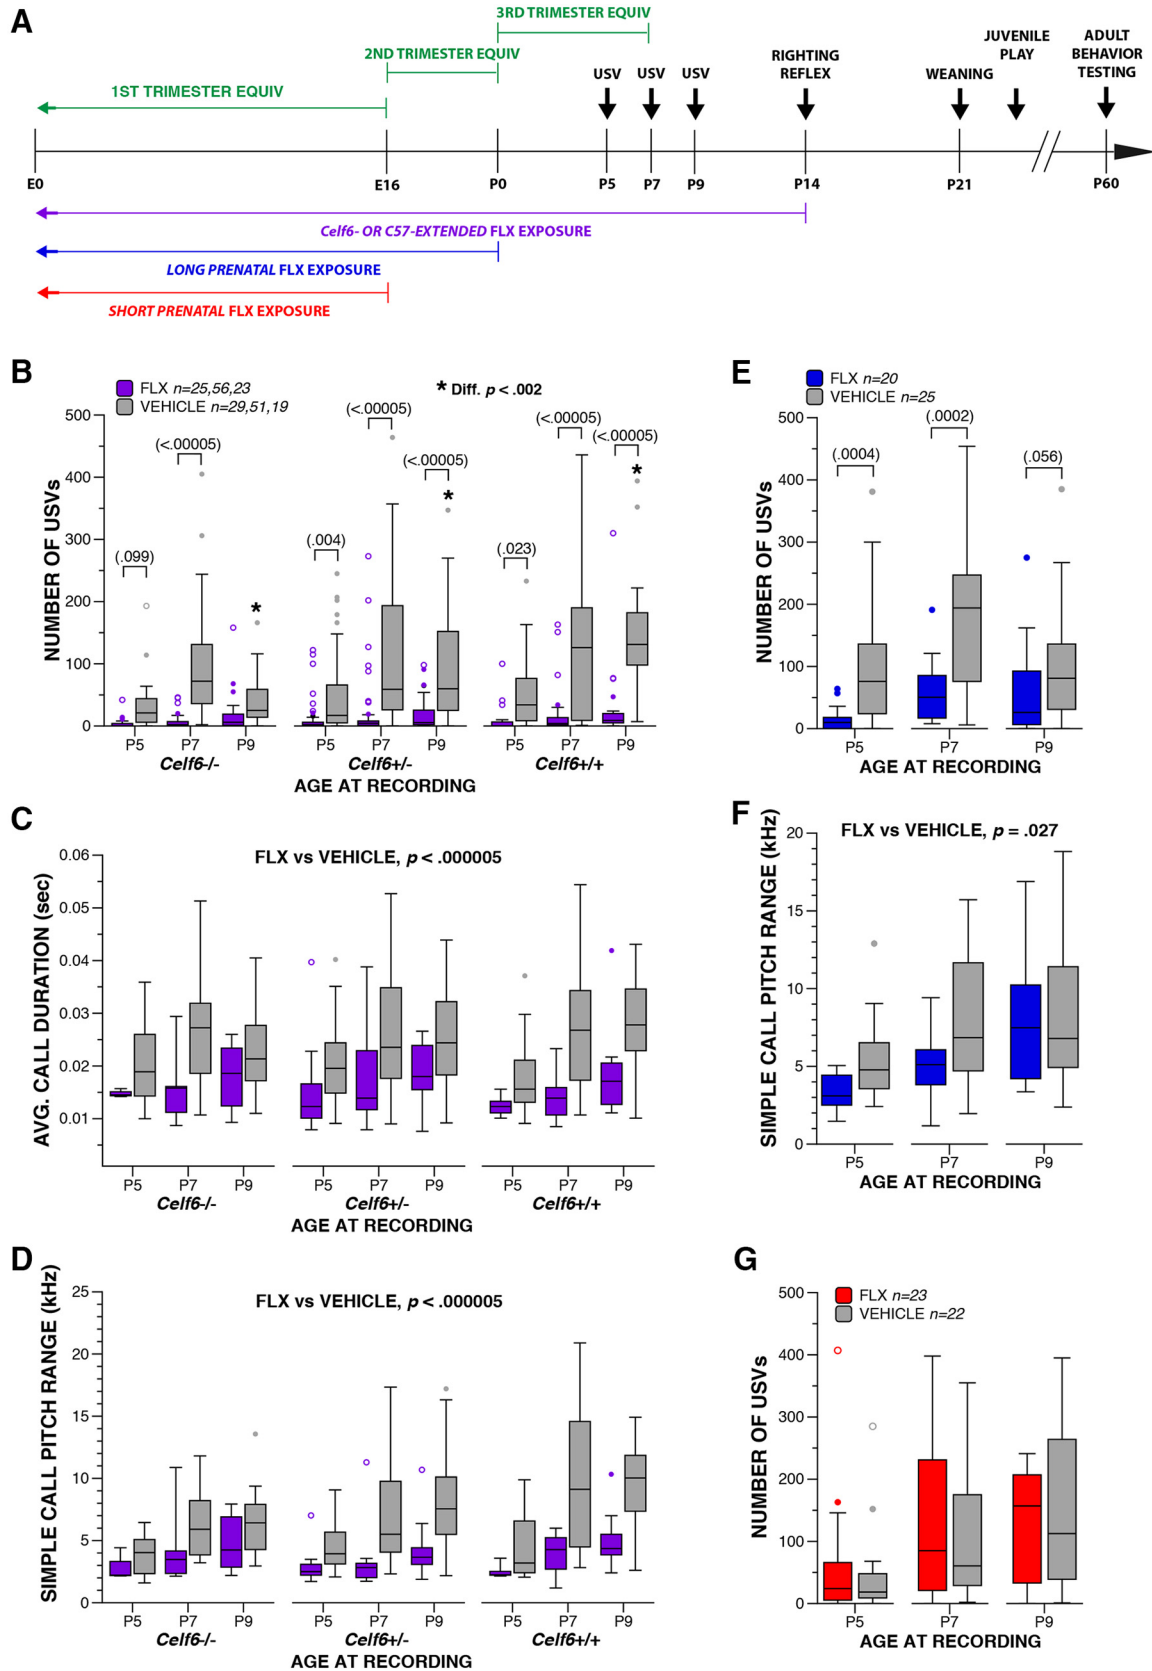 A
3RD TRIMESTER EQUIV
2ND TRIMESTER EQUIV
1ST TRIMESTER EQUIV
USV
USV
USV
RIGHTING
REFLEX
WEANING
JUVENILE
PLAY
ADULT
BEHAVIOR
TESTING
E0
E16
P0
P5
P7
P9
P14
P21
P60
Celf6- OR C57-EXTENDED FLX EXPOSURE
LONG PRENATAL FLX EXPOSURE
SHORT PRENATAL FLX EXPOSURE
B
FLX n=25,56,23
VEHICLE n=29,51,19
* Diff. p < .002
NUMBER OF USVs
500
400
300
200
100
0
(.099)
(<.00005)
*
(.004)
(<.00005)
(<.00005)
*
(.023)
(<.00005)
(<.00005)
*
P5 P7 P9
P5 P7 P9
P5 P7 P9
Celf6-/-
Celf6+/-
Celf6+/+
AGE AT RECORDING
E
FLX n=20
VEHICLE n=25
NUMBER OF USVs
500
400
300
200
100
0
(.0004)
(.0002)
(.056)
P5 P7 P9
AGE AT RECORDING
C
FLX vs VEHICLE, p < .000005
AVG. CALL DURATION (sec)
0.06
0.05
0.04
0.03
0.02
0.01
P5 P7 P9
P5 P7 P9
P5 P7 P9
Celf6-/-
Celf6+/-
Celf6+/+
AGE AT RECORDING
F
FLX vs VEHICLE, p = .027
SIMPLE CALL PITCH RANGE (kHz)
20
15
10
5
0
P5 P7 P9
AGE AT RECORDING
D
FLX vs VEHICLE, p < .000005
SIMPLE CALL PITCH RANGE (kHz)
25
20
15
10
5
0
P5 P7 P9
P5 P7 P9
P5 P7 P9
Celf6-/-
Celf6+/-
Celf6+/+
AGE AT RECORDING
G
FLX n=23
VEHICLE n=22
NUMBER OF USVs
500
400
300
200
100
0
P5 P7 P9
AGE AT RECORDING